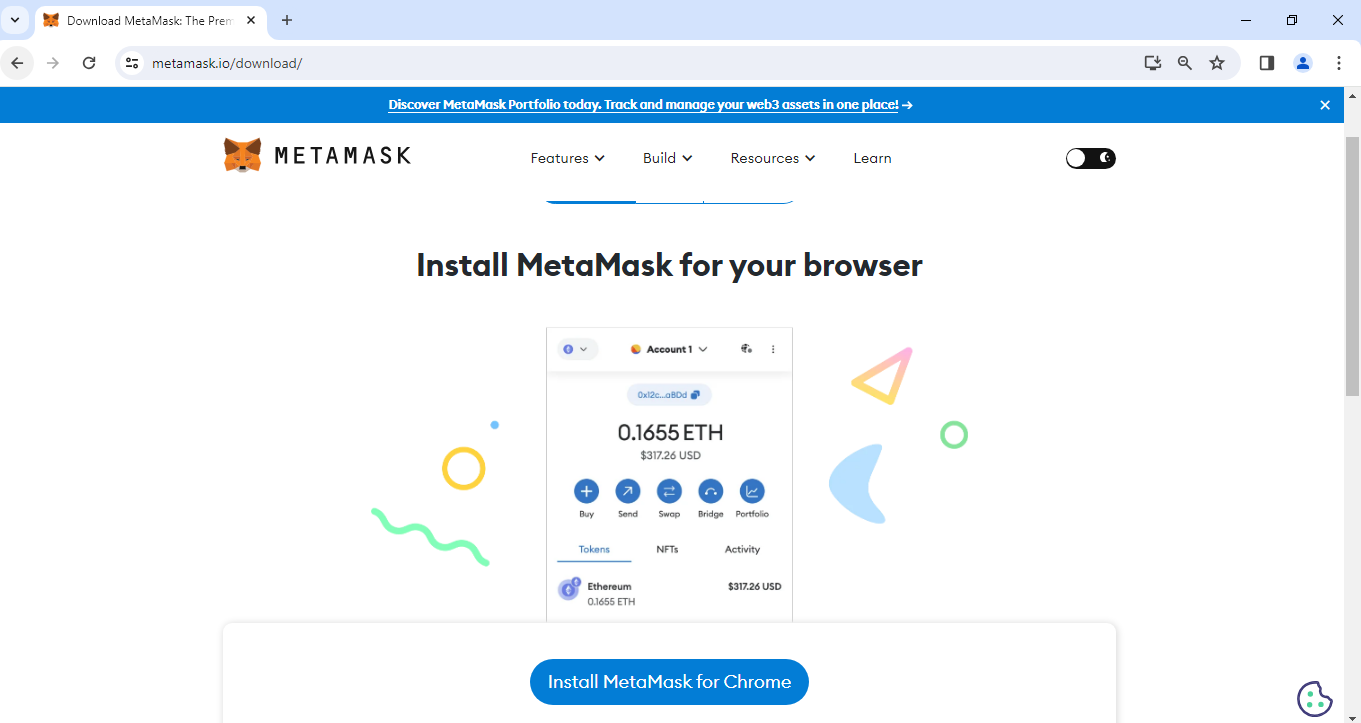 Download MetaMask: The Prem
metamask.io/download/
Discover MetaMask Portfolio today. Track and manage your web3 assets in one place! →
METAMASK
Features
Build
Resources
Learn
Install MetaMask for your browser
Account 1
0x12c...aBDd
0.1655 ETH
$317.26 USD
Buy
Send
Swap
Bridge
Portfolio
Tokens
NFTs
Activity
Ethereum
$317.26 USD
0.1655 ETH
Install MetaMask for Chrome